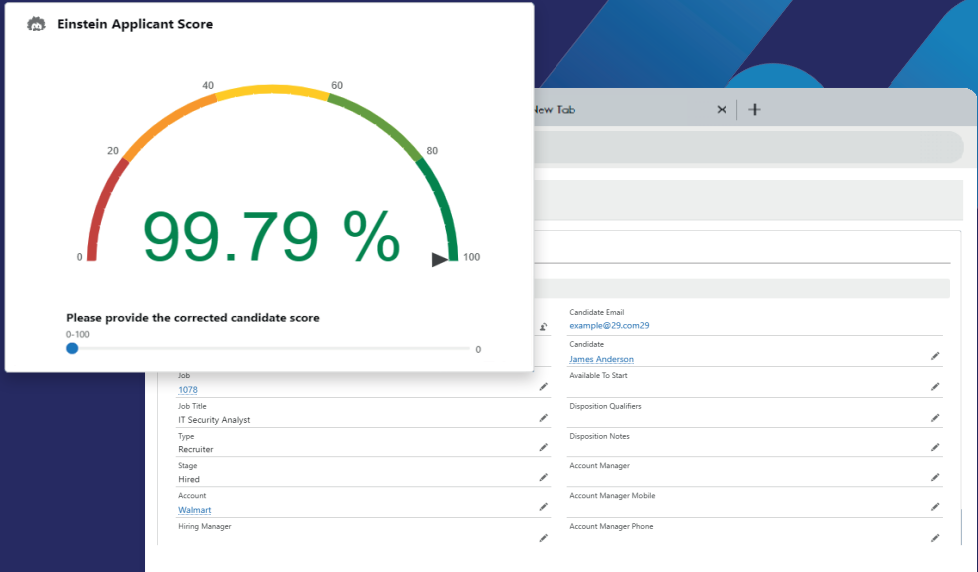 Einstein Applicant Score
40
60
20
80
99.79 %
0
100
Please provide the corrected candidate score
0-100
0
New Tab
Candidate Email
example@29.com29
Candidate
James Anderson
Job
1078
Available To Start
Job Title
IT Security Analyst
Disposition Qualifiers
Type
Recruiter
Disposition Notes
Stage
Hired
Account Manager
Account
Walmart
Account Manager Mobile
Hiring Manager
Account Manager Phone